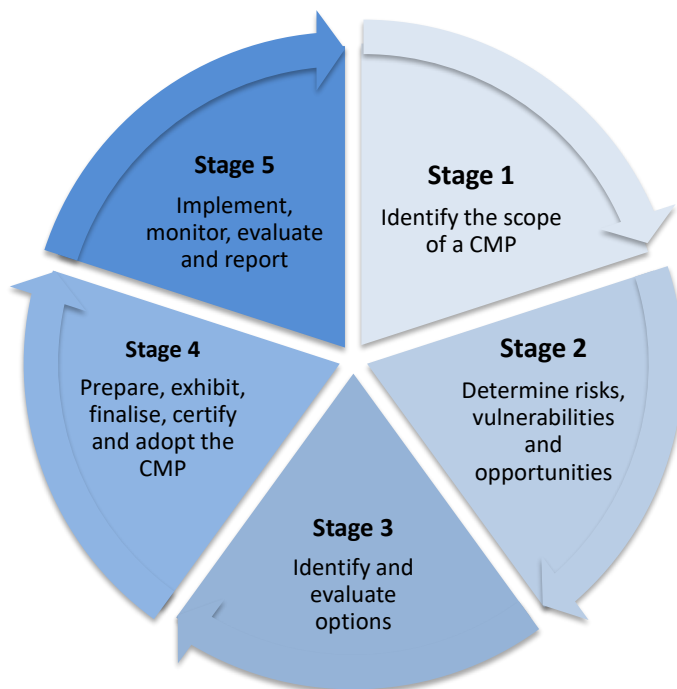 Stage 1
Identify the scope
of a CMP
Stage 2
Determine risks,
vulnerabilities
and
opportunities
Stage 3
Identify and
evaluate
options
Stage 4
Prepare, exhibit,
finalise, certify
and adopt the
CMP
Stage 5
Implement,
monitor, evaluate
and report